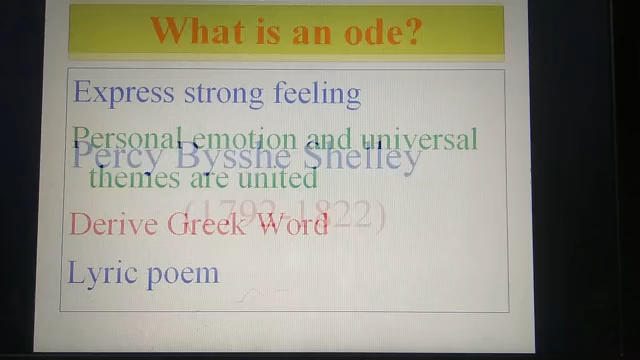 What is an ode?
Express strong feeling
Personal emotion and universal
Percy Bysshe Shelley
themes are united
(1792-1822)
Derive Greek Word
Lyric poem